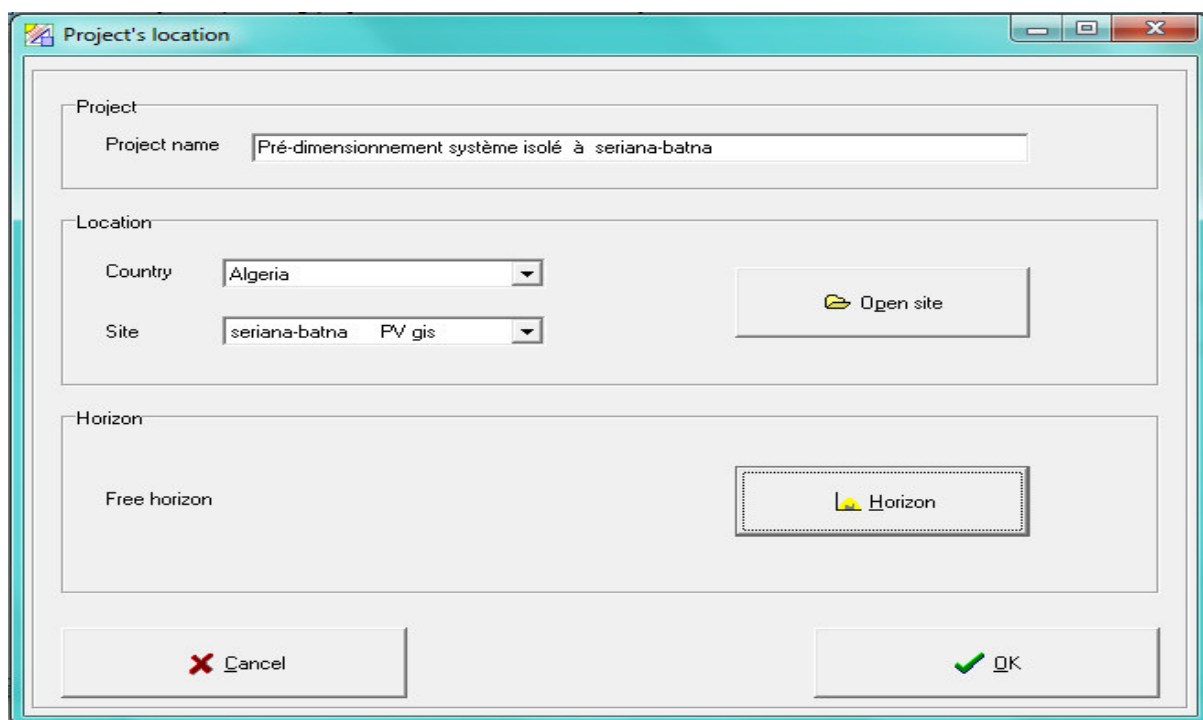 Project's location
Project
Project name Pré-dimensionnement système isolé à seriana-batna
Location
Country Algeria
Open site
Site seriana-batna PV gis
Horizon
Free horizon
Horizon
Cancel
OK